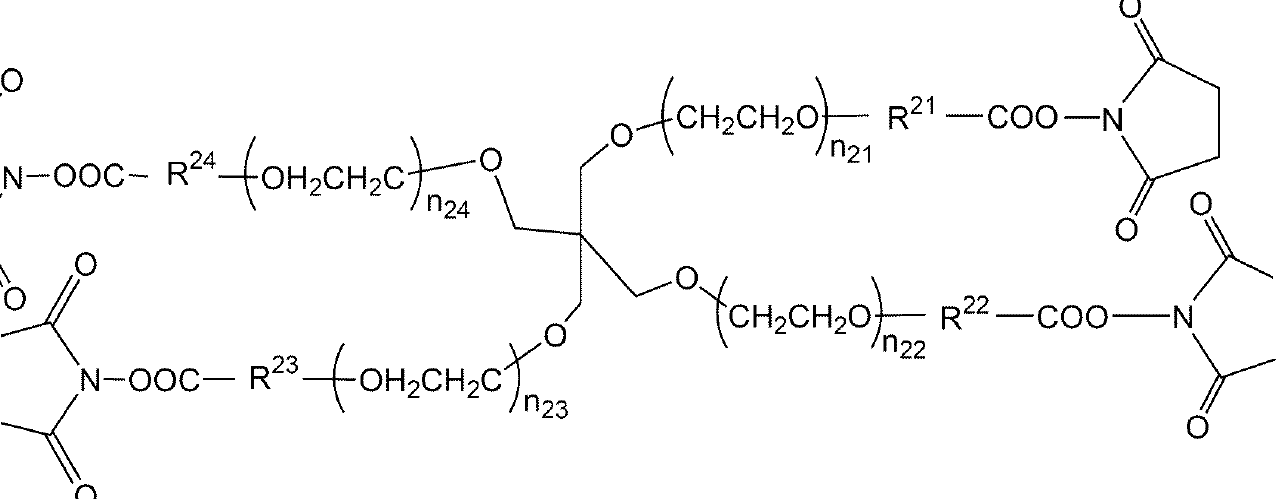 O
O
O
O
(CH₂CH₂O)n₂₁ R²¹ COO N
N OOC R²⁴ (OH₂CH₂C)n₂₄ O
O
O
O
O
O (CH₂CH₂O)n₂₂ R²² COO N
O
N OOC R²³ (OH₂CH₂C)n₂₃
O
O